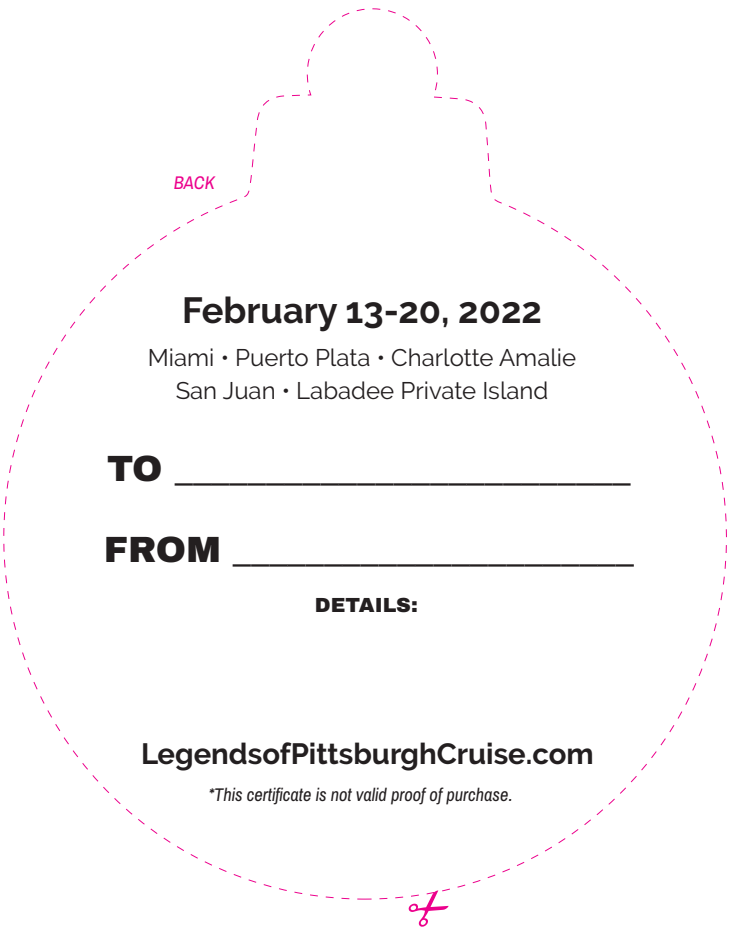 BACK
February 13-20, 2022
Miami • Puerto Plata • Charlotte Amalie
San Juan • Labadee Private Island
TO ___________________________
FROM ________________________
DETAILS:
LegendsofPittsburghCruise.com
*This certificate is not valid proof of purchase.